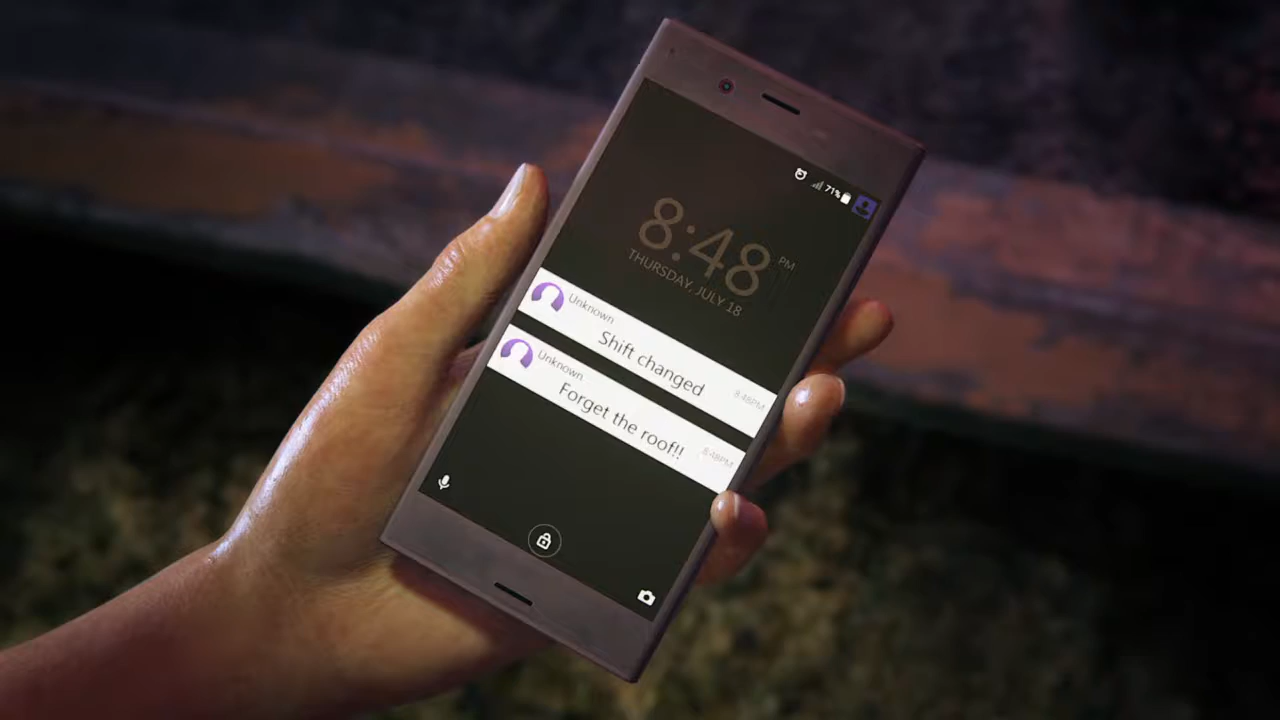 71%
8:48 PM
THURSDAY, JULY 18
Unknown
Shift changed
8:48PM
Unknown
Forget the roof!!
8:48PM